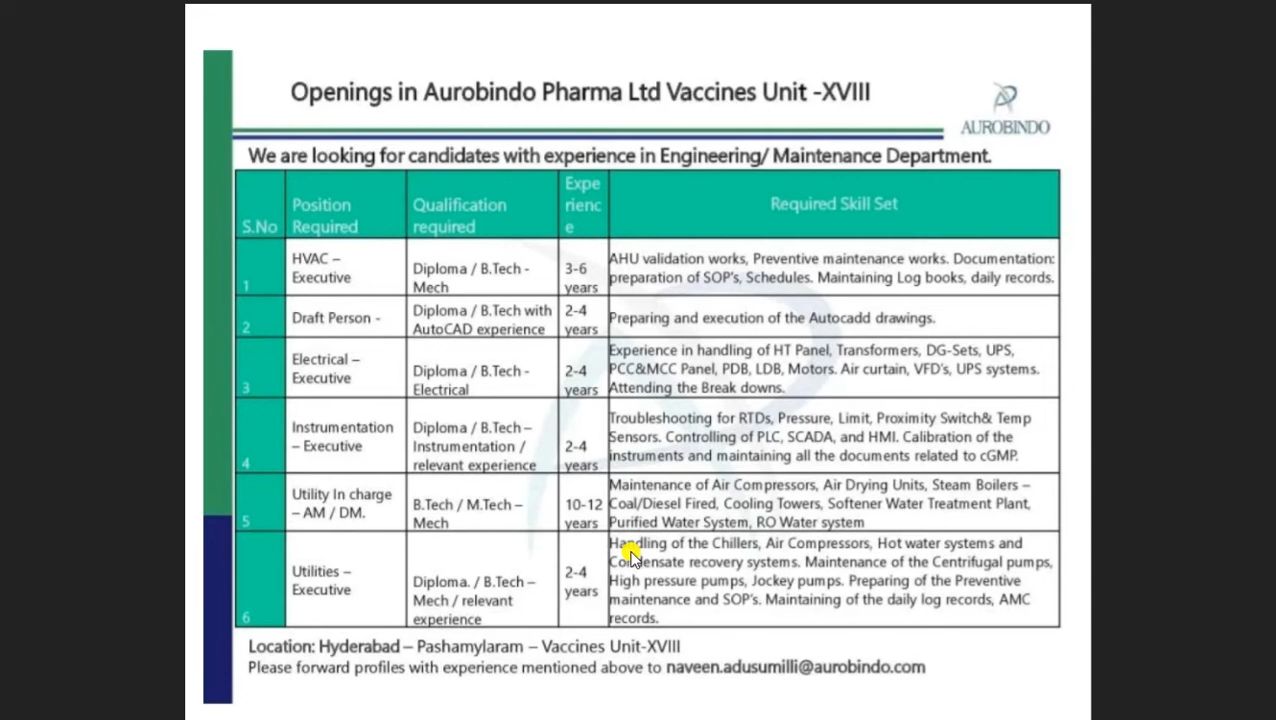 Openings in Aurobindo Pharma Ltd Vaccines Unit -XVIII
AUROBINDO
We are looking for candidates with experience in Engineering/ Maintenance Department.
S.No
Position
Required
Qualification
required
Expe
rienc
e
Required Skill Set
1
HVAC –
Executive
Diploma / B.Tech -
Mech
3-6
years
AHU validation works, Preventive maintenance works. Documentation:
preparation of SOP's, Schedules. Maintaining Log books, daily records.
2
Draft Person -
Diploma / B.Tech with
AutoCAD experience
2-4
years
Preparing and execution of the Autocadd drawings.
3
Electrical –
Executive
Diploma / B.Tech -
Electrical
2-4
years
Experience in handling of HT Panel, Transformers, DG-Sets, UPS,
PCC&MCC Panel, PDB, LDB, Motors. Air curtain, VFD's, UPS systems.
Attending the Break downs.
4
Instrumentation
– Executive
Diploma / B.Tech–
Instrumentation /
relevant experience
2-4
years
Troubleshooting for RTDs, Pressure, Limit, Proximity Switch& Temp
Sensors. Controlling of PLC, SCADA, and HMI. Calibration of the
instruments and maintaining all the documents related to cGMP.
5
Utility In charge
– AM / DM.
B.Tech / M.Tech –
Mech
10-12
years
Maintenance of Air Compressors, Air Drying Units, Steam Boilers –
Coal/Diesel Fired, Cooling Towers, Softener Water Treatment Plant,
Purified Water System, RO Water system
6
Utilities –
Executive
Diploma. / B.Tech –
Mech / relevant
experience
2-4
years
Handling of the Chillers, Air Compressors, Hot water systems and
Condensate recovery systems. Maintenance of the Centrifugal pumps,
High pressure pumps, Jockey pumps. Preparing of the Preventive
maintenance and SOP's. Maintaining of the daily log records, AMC
records.
Location: Hyderabad – Pashamylaram – Vaccines Unit-XVIII
Please forward profiles with experience mentioned above to naveen.adusumilli@aurobindo.com